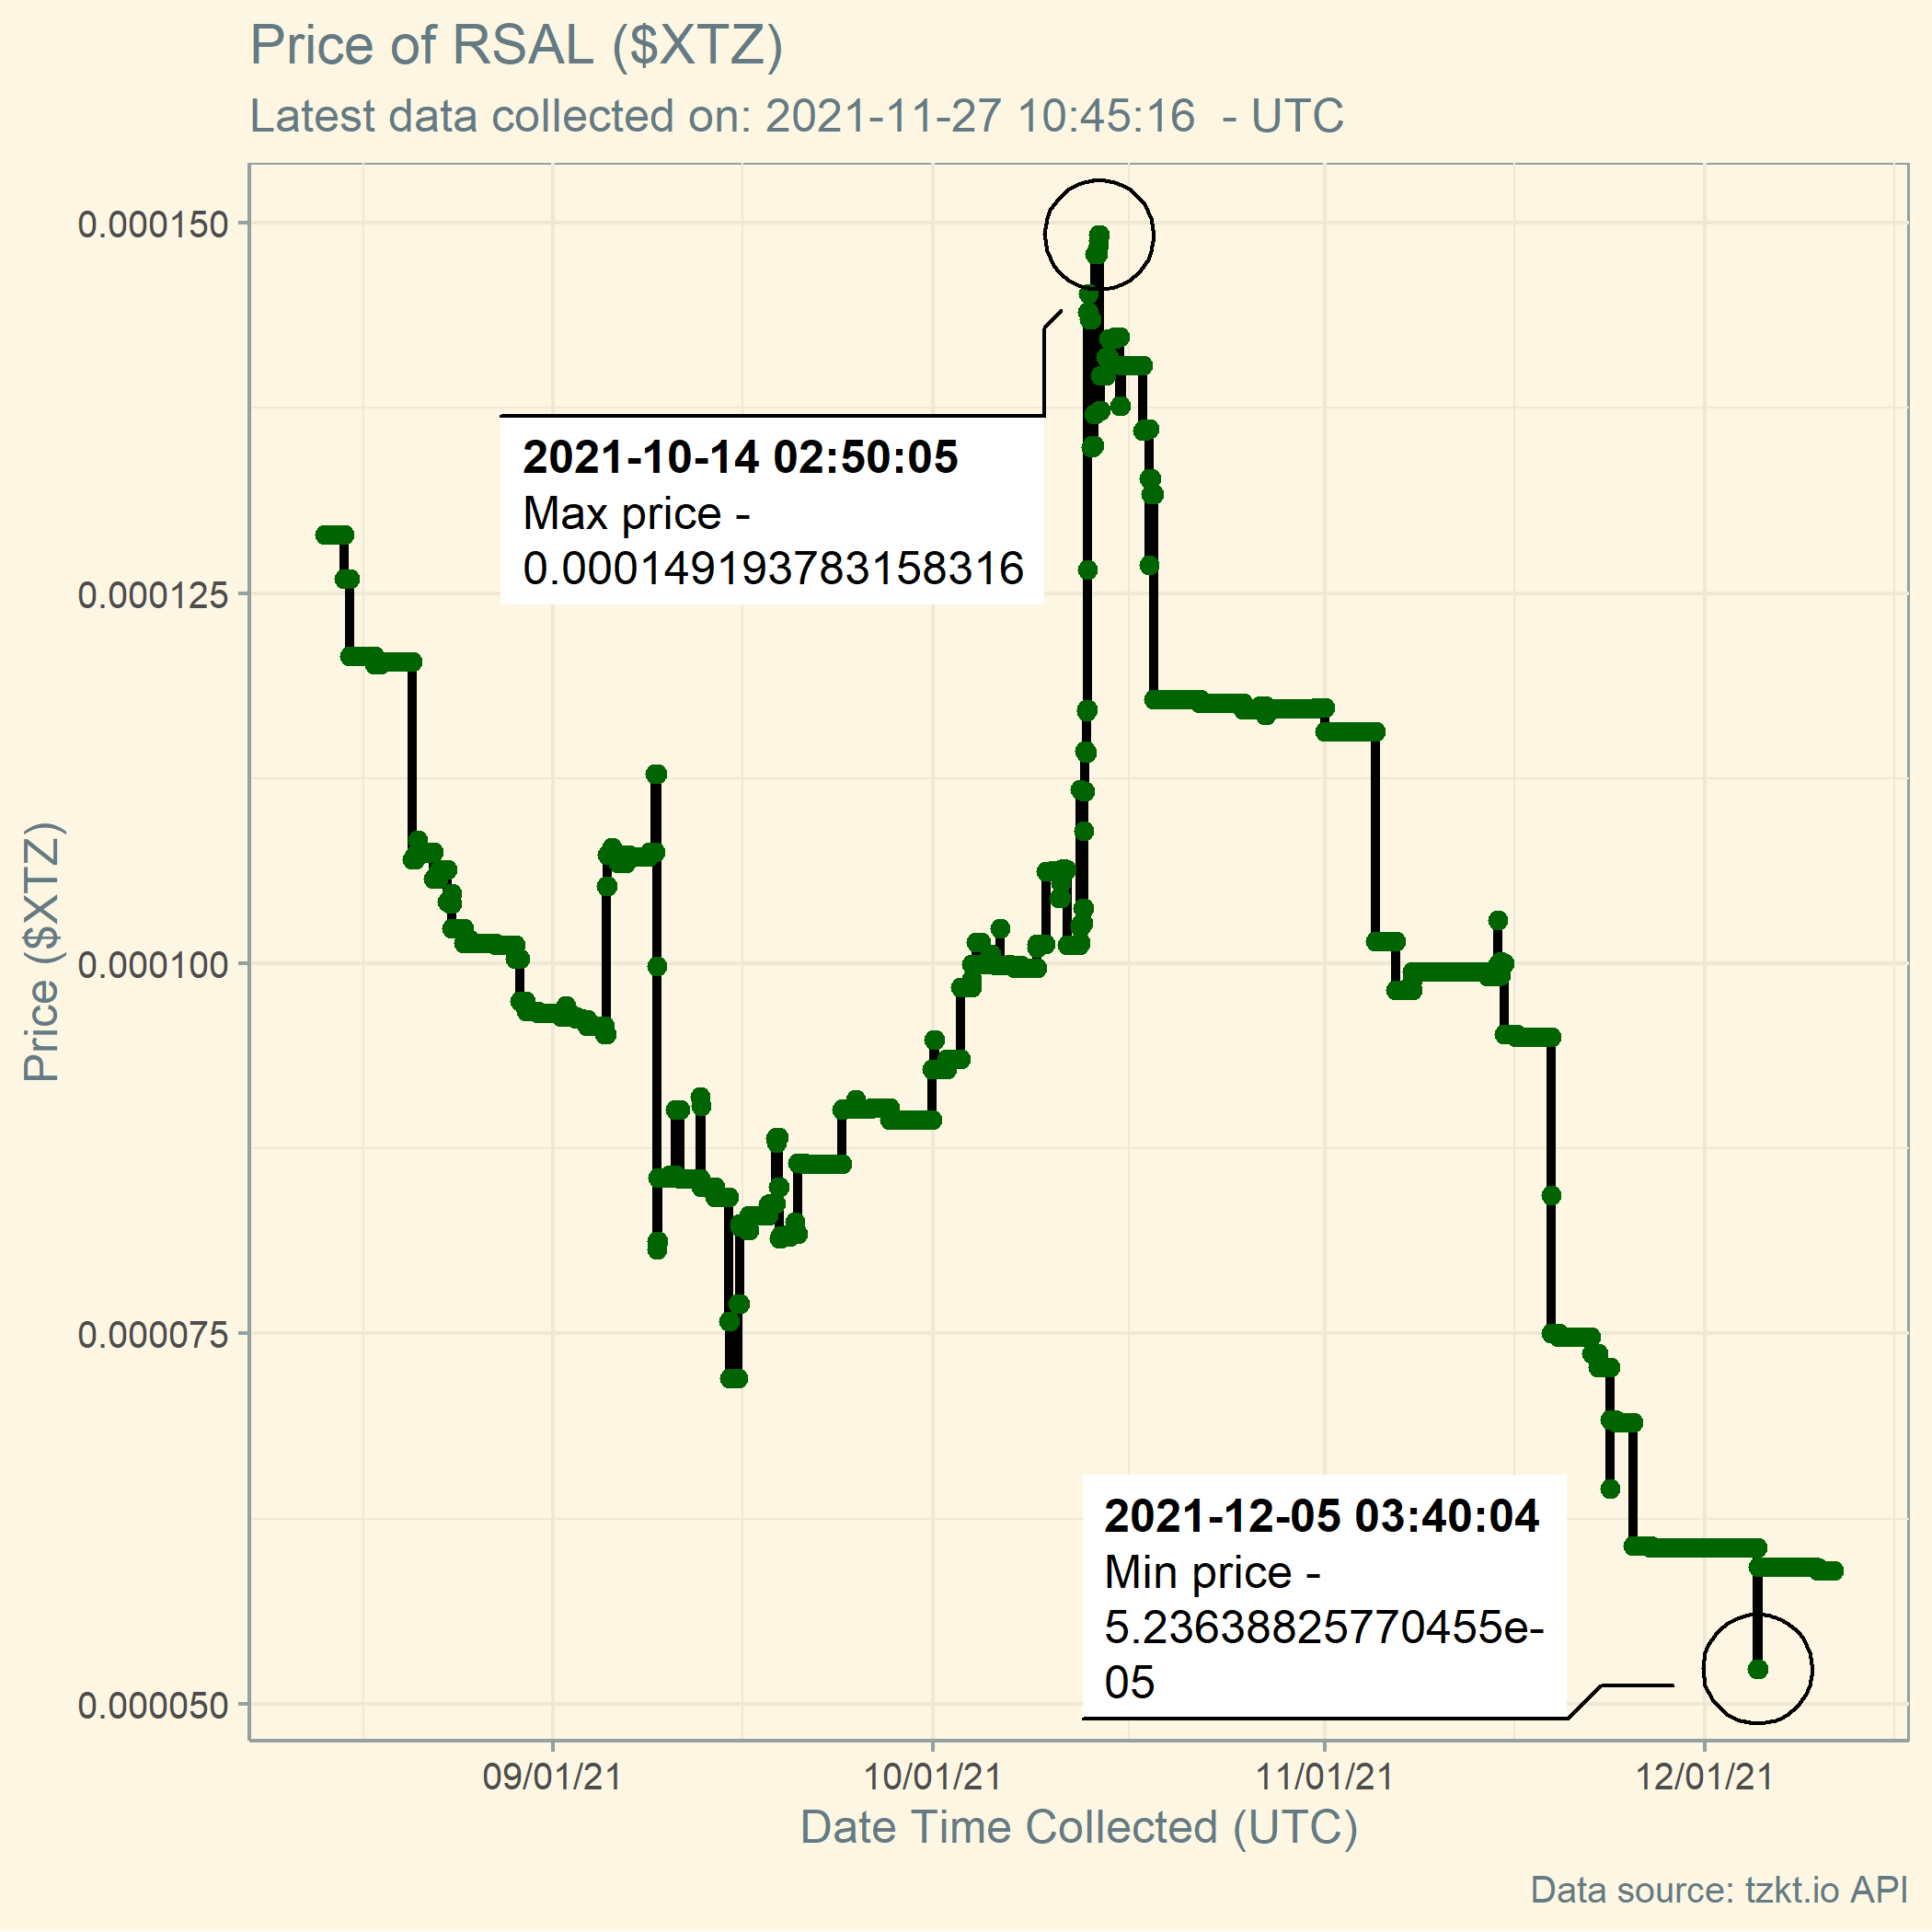 Price of RSAL ($XTZ)
Latest data collected on: 2021-11-27 10:45:16  - UTC
0.000150
0.000125
0.000100
0.000075
0.000050
Price ($XTZ)
2021-10-14 02:50:05
Max price -
0.000149193783158316
2021-12-05 03:40:04
Min price -
5.23638825770455e-
05
09/01/21
10/01/21
11/01/21
12/01/21
Date Time Collected (UTC)
Data source: tzkt.io API